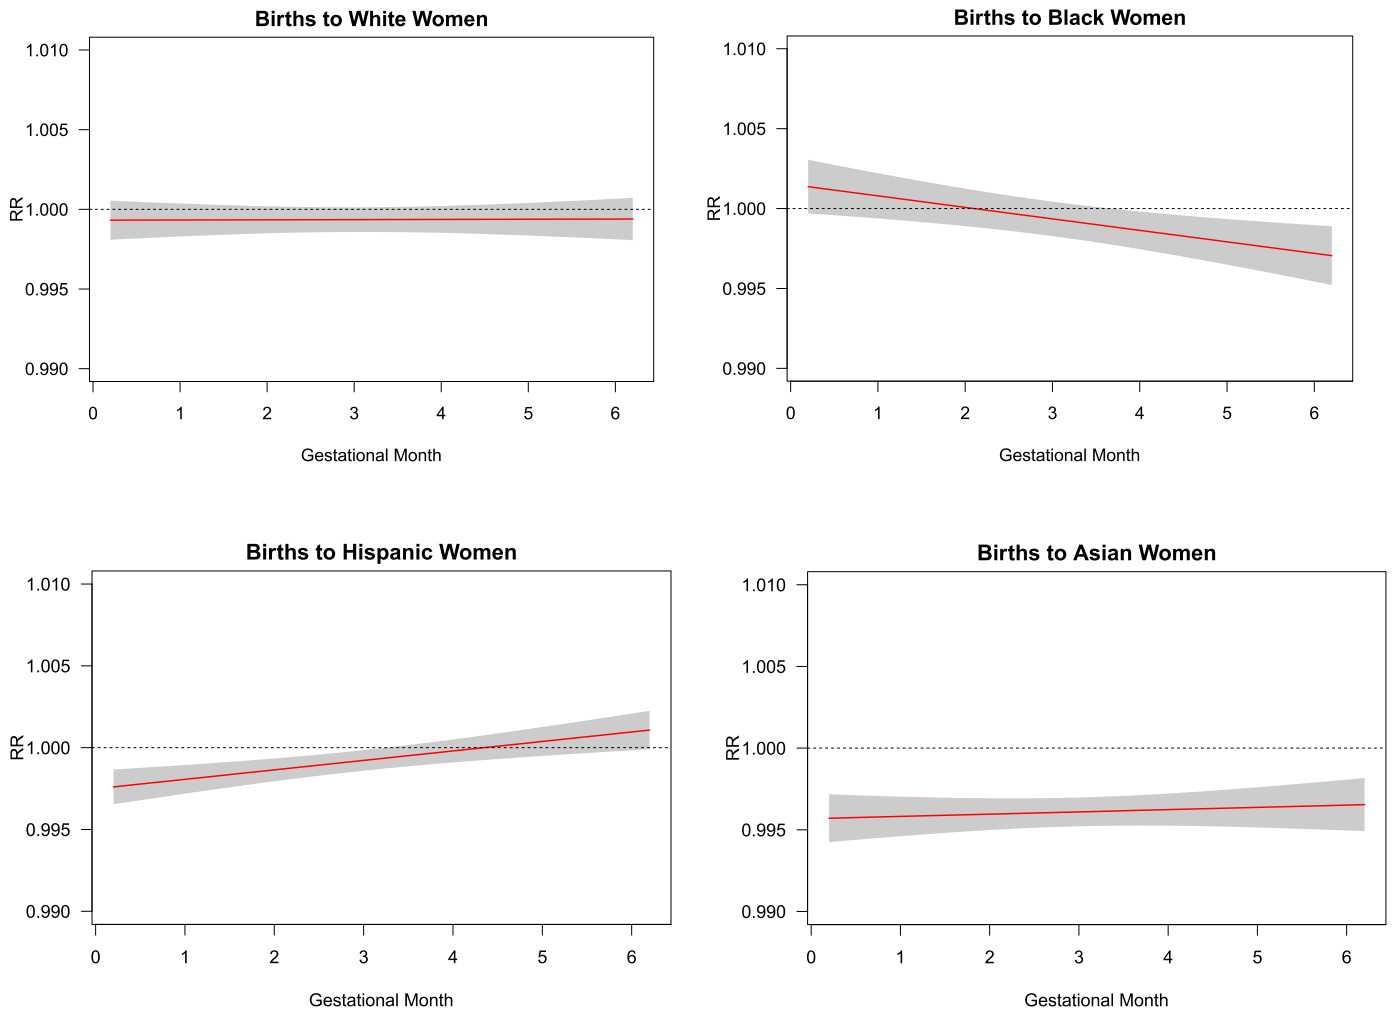 Births to White Women
1.010
1.005
1.000
0.995
0.990
RR
0 1 2 3 4 5 6
Gestational Month
Births to Black Women
1.010
1.005
1.000
0.995
0.990
RR
0 1 2 3 4 5 6
Gestational Month
Births to Hispanic Women
1.010
1.005
1.000
0.995
0.990
RR
0 1 2 3 4 5 6
Gestational Month
Births to Asian Women
1.010
1.005
1.000
0.995
0.990
RR
0 1 2 3 4 5 6
Gestational Month